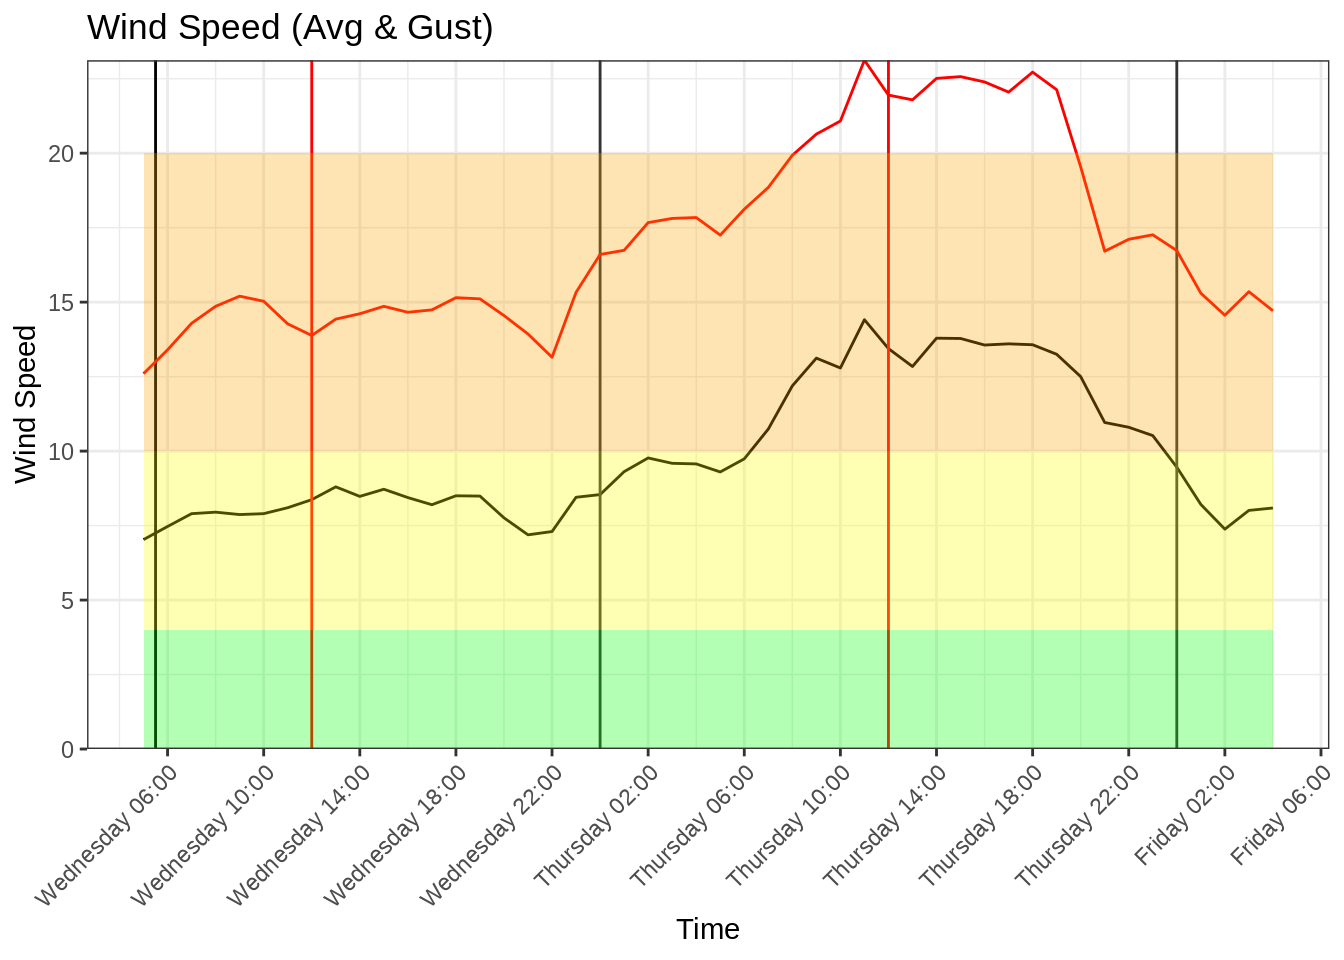 Wind Speed (Avg & Gust)
Wind Speed
20
15
10
5
0
Wednesday 06:00
Wednesday 10:00
Wednesday 14:00
Wednesday 18:00
Wednesday 22:00
Thursday 02:00
Thursday 06:00
Thursday 10:00
Thursday 14:00
Thursday 18:00
Thursday 22:00
Friday 02:00
Friday 06:00
Time